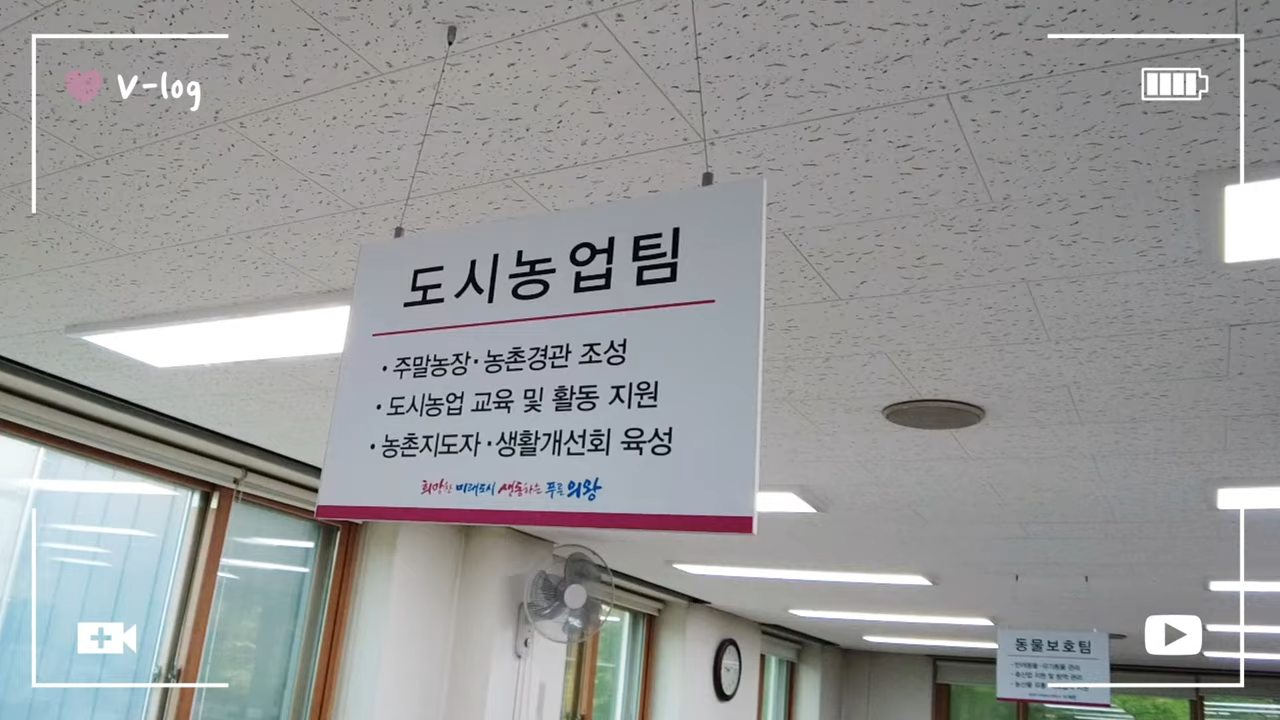 V-log
도시농업팀
• 주말농장 · 농촌경관 조성
• 도시농업 교육 및 활동 지원
• 농촌지도자 · 생활개선회 육성
희망찬 미래도시 생동하는 푸른 의왕
동물보호팀